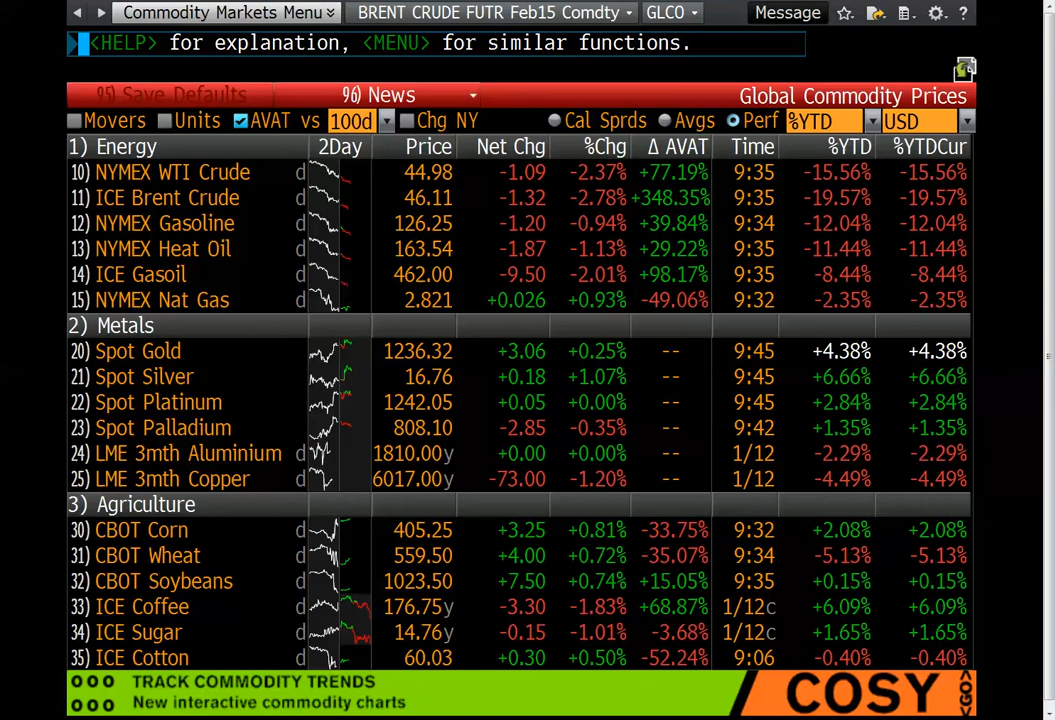 Commodity Markets Menu BRENT CRUDE FUTR Feb15 Comdty GLCO Message ?
<HELP> for explanation, <MENU> for similar functions.
95) Save Defaults 96) News Global Commodity Prices
Movers Units AVAT vs 100d Chg NY Cal Sprds Avgs Perf %YTD USD
1) Energy 2Day Price Net Chg %Chg Δ AVAT Time %YTD %YTDCur
10) NYMEX WTI Crude d 44.98 -1.09 -2.37% +77.19% 9:35 -15.56% -15.56%
11) ICE Brent Crude d 46.11 -1.32 -2.78% +348.35% 9:35 -19.57% -19.57%
12) NYMEX Gasoline d 126.25 -1.20 -0.94% +39.84% 9:34 -12.04% -12.04%
13) NYMEX Heat Oil d 163.54 -1.87 -1.13% +29.22% 9:35 -11.44% -11.44%
14) ICE Gasoil d 462.00 -9.50 -2.01% +98.17% 9:35 -8.44% -8.44%
15) NYMEX Nat Gas d 2.821 +0.026 +0.93% -49.06% 9:32 -2.35% -2.35%
2) Metals
20) Spot Gold 1236.32 +3.06 +0.25% -- 9:45 +4.38% +4.38%
21) Spot Silver 16.76 +0.18 +1.07% -- 9:45 +6.66% +6.66%
22) Spot Platinum 1242.05 +0.05 +0.00% -- 9:45 +2.84% +2.84%
23) Spot Palladium 808.10 -2.85 -0.35% -- 9:42 +1.35% +1.35%
24) LME 3mth Aluminium d 1810.00y +0.00 +0.00% -- 1/12 -2.29% -2.29%
25) LME 3mth Copper d 6017.00y -73.00 -1.20% -- 1/12 -4.49% -4.49%
3) Agriculture
30) CBOT Corn d 405.25 +3.25 +0.81% -33.75% 9:32 +2.08% +2.08%
31) CBOT Wheat d 559.50 +4.00 +0.72% -35.07% 9:34 -5.13% -5.13%
32) CBOT Soybeans d 1023.50 +7.50 +0.74% +15.05% 9:35 +0.15% +0.15%
33) ICE Coffee d 176.75y -3.30 -1.83% +68.87% 1/12c +6.09% +6.09%
34) ICE Sugar d 14.76y -0.15 -1.01% -3.68% 1/12c +1.65% +1.65%
35) ICE Cotton d 60.03 +0.30 +0.50% -52.24% 9:06 -0.40% -0.40%
TRACK COMMODITY TRENDS
New interactive commodity charts
COSY <GO>